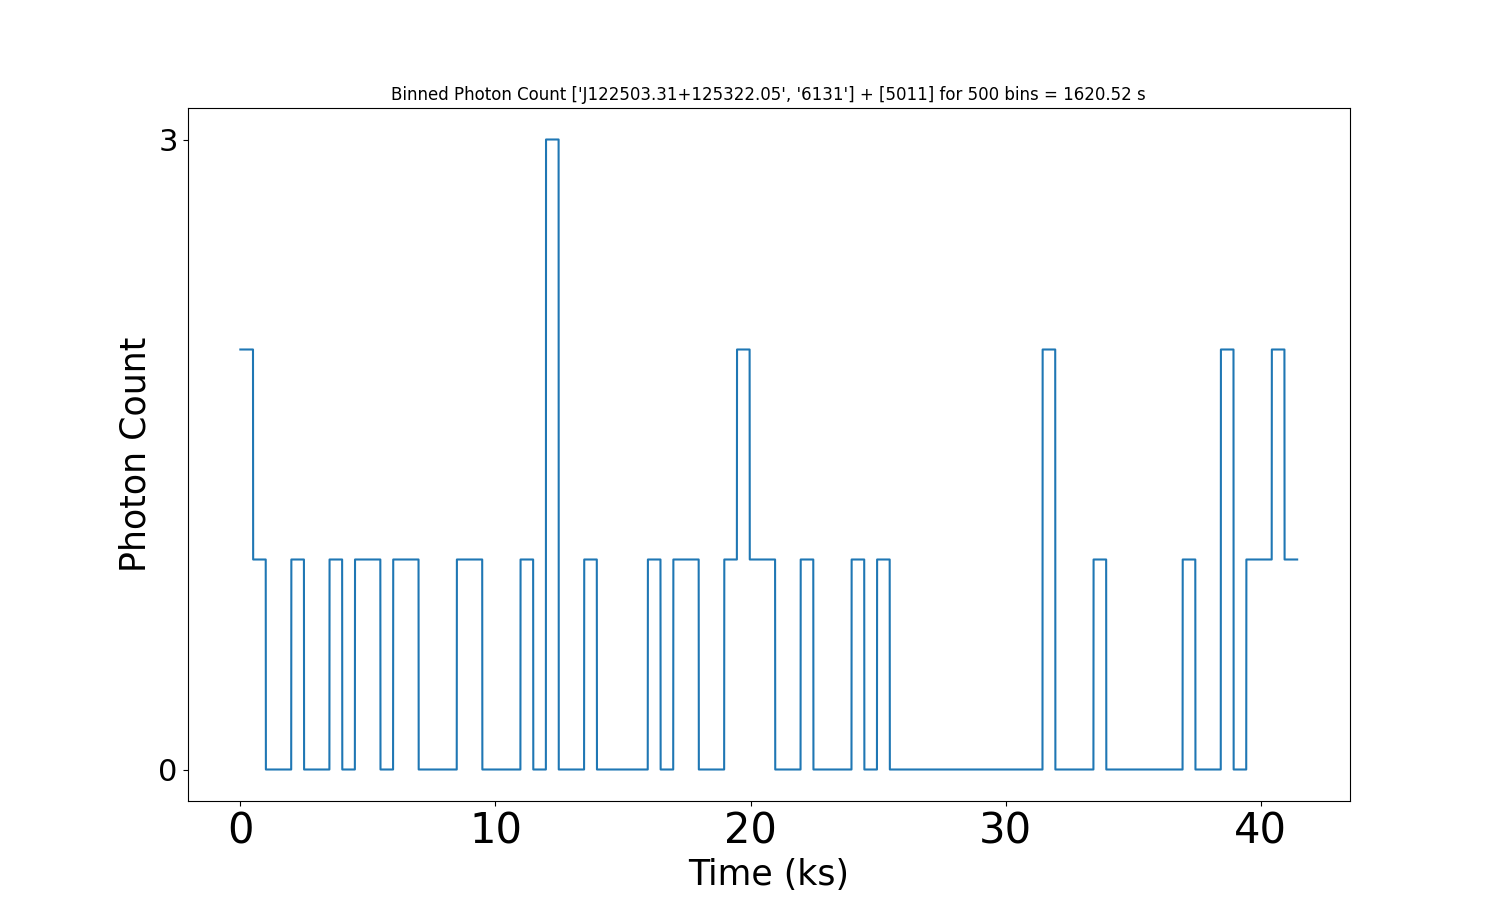 Binned Photon Count ['J122503.31+125322.05', '6131'] + [5011] for 500 bins = 1620.52 s
3
Photon Count
0
0 10 20 30 40
Time (ks)